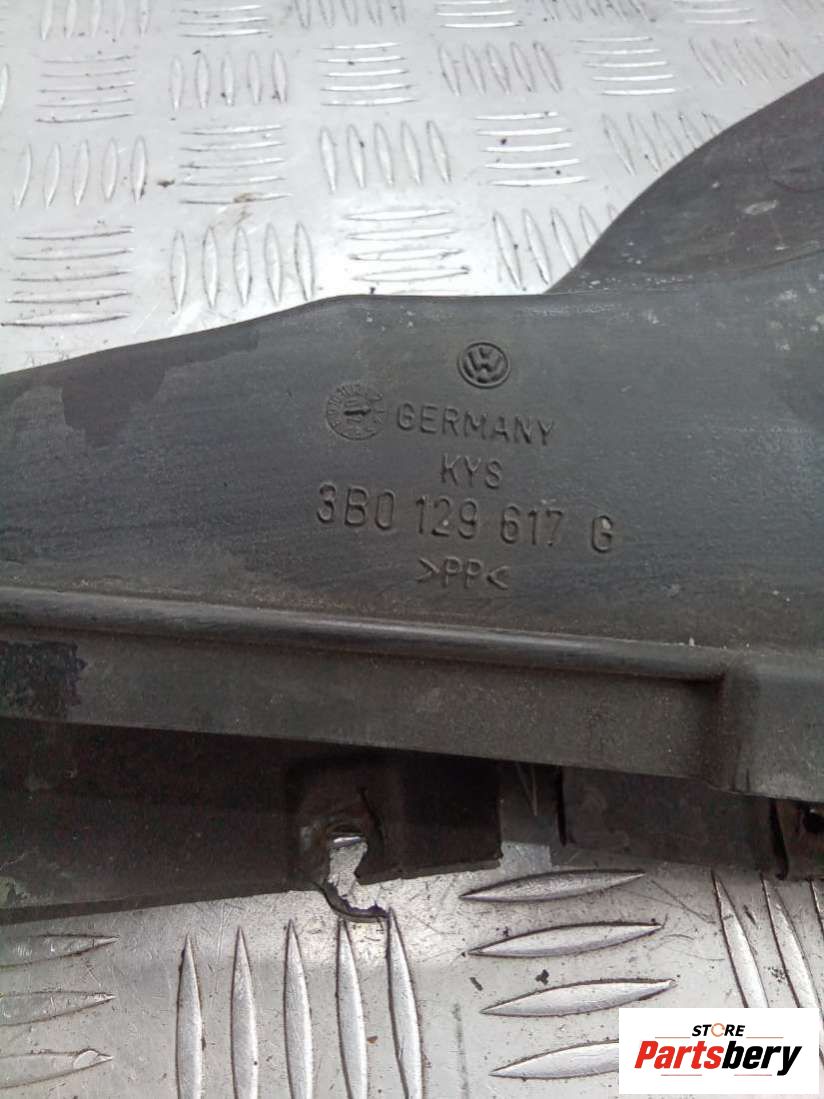 VW
GERMANY
KYS
3B0 129 617 G
>PP<
STORE
Partsbery